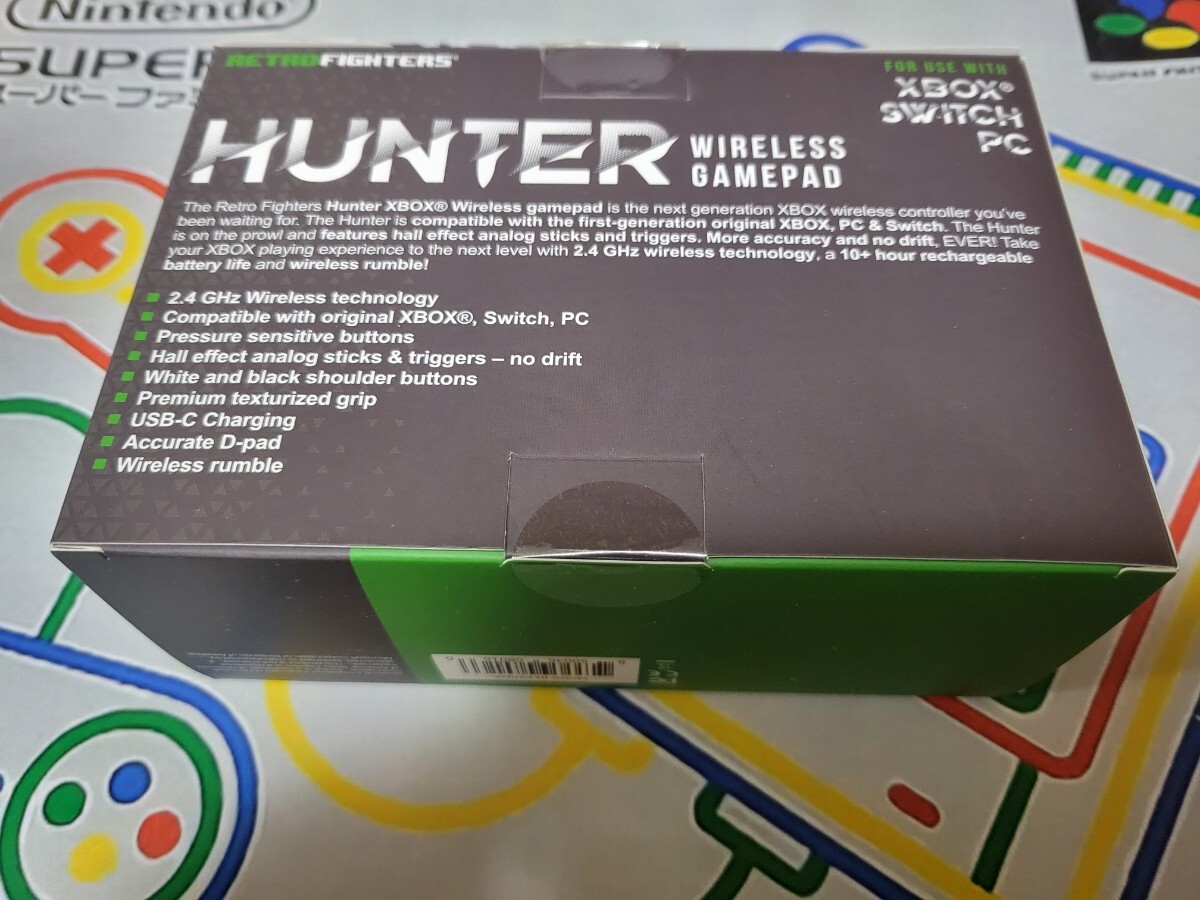 Nintendo
SUPER
スーパーファ
SUPER FAM
RETRO FIGHTERS®
FOR USE WITH
XBOX®
SWITCH
PC
HUNTER WIRELESS
GAMEPAD
The Retro Fighters Hunter XBOX® Wireless gamepad is the next generation XBOX wireless controller you've
been waiting for. The Hunter is compatible with the first-generation original XBOX, PC & Switch. The Hunter
is on the prowl and features hall effect analog sticks and triggers. More accuracy and no drift, EVER! Take
your XBOX playing experience to the next level with 2.4 GHz wireless technology, a 10+ hour rechargeable
battery life and wireless rumble!
2.4 GHz Wireless technology
Compatible with original XBOX®, Switch, PC
Pressure sensitive buttons
Hall effect analog sticks & triggers – no drift
White and black shoulder buttons
Premium texturized grip
USB-C Charging
Accurate D-pad
Wireless rumble